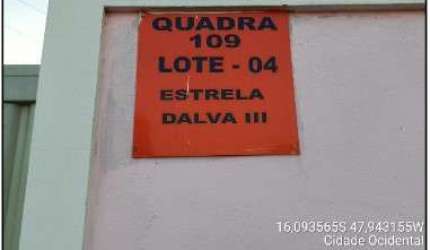 QUADRA
109
LOTE - 04
ESTRELA
DALVA III
16,093565S 47,943155W
Cidade Ocidental